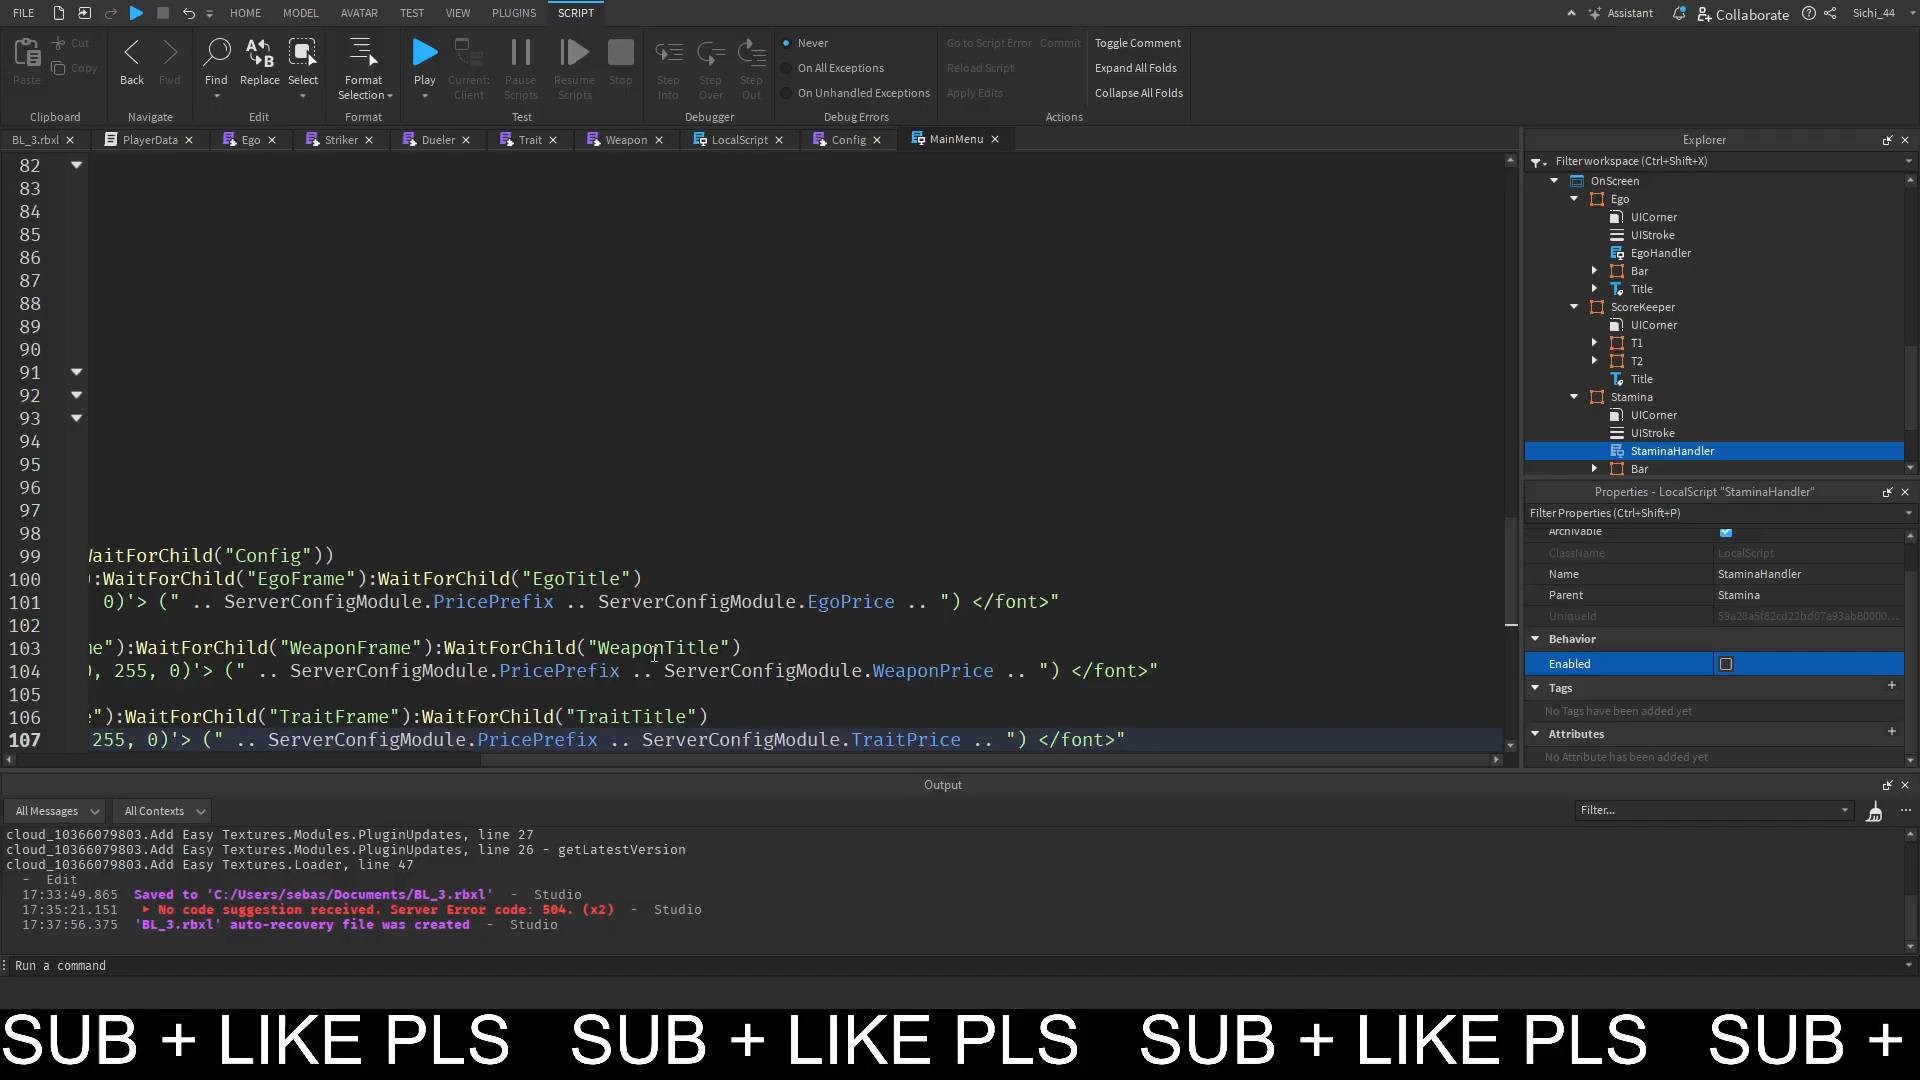 FILE HOME MODEL AVATAR TEST VIEW PLUGINS SCRIPT Assistant Collaborate Sichi_44
Paste Cut Copy Clipboard
Back Fwd Navigate
Find Replace Select Edit
Format Selection Format
Play Current: Client Pause Scripts Resume Scripts Stop Test
Step Into Step Over Step Out Debugger
Never
On All Exceptions
On Unhandled Exceptions
Debug Errors
Go to Script Error Commit
Reload Script
Apply Edits
Toggle Comment
Expand All Folds
Collapse All Folds
Actions
BL_3.rbxl PlayerData Ego Striker Dueler Trait Weapon LocalScript Config MainMenu
82
83
84
85
86
87
88
89
90
91
92
93
94
95
96
97
98
99 WaitForChild("Config"))
100 ):WaitForChild("EgoFrame"):WaitForChild("EgoTitle")
101 0)'> (" .. ServerConfigModule.PricePrefix .. ServerConfigModule.EgoPrice .. ") </font>"
102
103 me"):WaitForChild("WeaponFrame"):WaitForChild("WeaponTitle")
104 0, 255, 0)'> (" .. ServerConfigModule.PricePrefix .. ServerConfigModule.WeaponPrice .. ") </font>"
105
106 e"):WaitForChild("TraitFrame"):WaitForChild("TraitTitle")
107 255, 0)'> (" .. ServerConfigModule.PricePrefix .. ServerConfigModule.TraitPrice .. ") </font>"
Explorer
Filter workspace (Ctrl+Shift+X)
OnScreen
Ego
UICorner
UIStroke
EgoHandler
Bar
Title
ScoreKeeper
UICorner
T1
T2
Title
Stamina
UICorner
UIStroke
StaminaHandler
Bar
Properties - LocalScript "StaminaHandler"
Filter Properties (Ctrl+Shift+P)
Archivable
ClassName LocalScript
Name StaminaHandler
Parent Stamina
UniqueId 59a28a5f82cd22bd07a93ab80000...
Behavior
Enabled
Tags
No Tags have been added yet
Attributes
No Attribute has been added yet
Output
All Messages All Contexts Filter...
cloud_10366079803.Add Easy Textures.Modules.PluginUpdates, line 27
cloud_10366079803.Add Easy Textures.Modules.PluginUpdates, line 26 - getLatestVersion
cloud_10366079803.Add Easy Textures.Loader, line 47
- Edit
17:33:49.865 Saved to 'C:/Users/sebas/Documents/BL_3.rbxl' - Studio
17:35:21.151 No code suggestion received. Server Error code: 504. (x2) - Studio
17:37:56.375 'BL_3.rbxl' auto-recovery file was created - Studio
Run a command
SUB + LIKE PLS SUB + LIKE PLS SUB + LIKE PLS SUB +